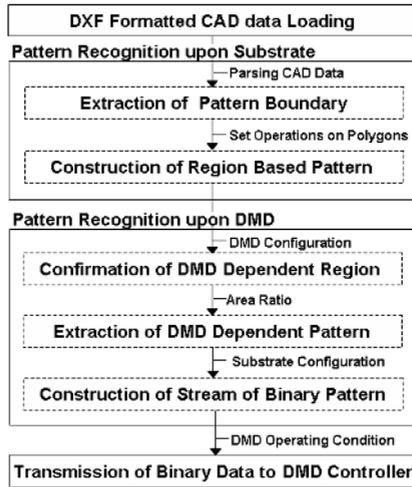 DXF Formatted CAD data Loading
Pattern Recognition upon Substrate
Parsing CAD Data
Extraction of Pattern Boundary
Set Operations on Polygons
Construction of Region Based Pattern
Pattern Recognition upon DMD
DMD Configuration
Confirmation of DMD Dependent Region
Area Ratio
Extraction of DMD Dependent Pattern
Substrate Configuration
Construction of Stream of Binary Pattern
DMD Operating Condition
Transmission of Binary Data to DMD Controller